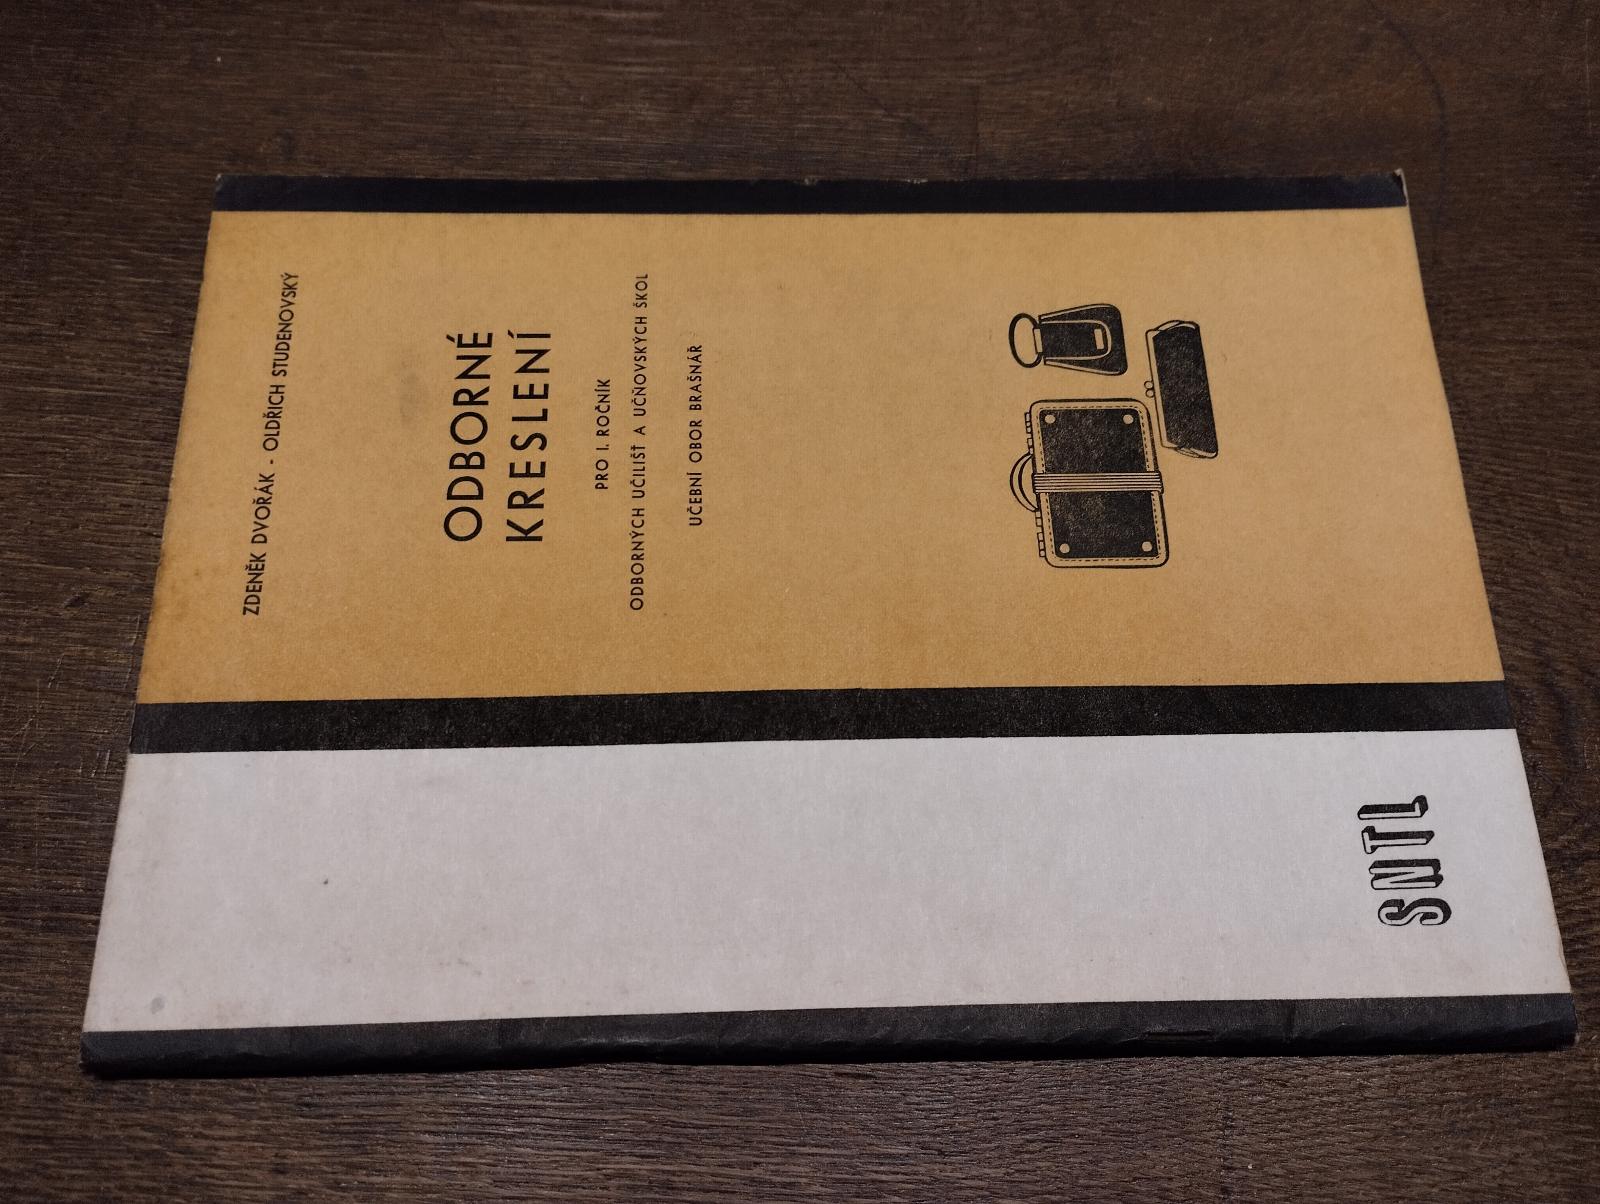 ZDENĚK DVOŘÁK - OLDŘICH STUDENOVSKÝ
ODBORNÉ
KRESLENÍ
PRO I. ROČNÍK
ODBORNÝCH UČILIŠŤ A UČŇOVSKÝCH ŠKOL
UČEBNÍ OBOR BRAŠNÁŘ
SNTL